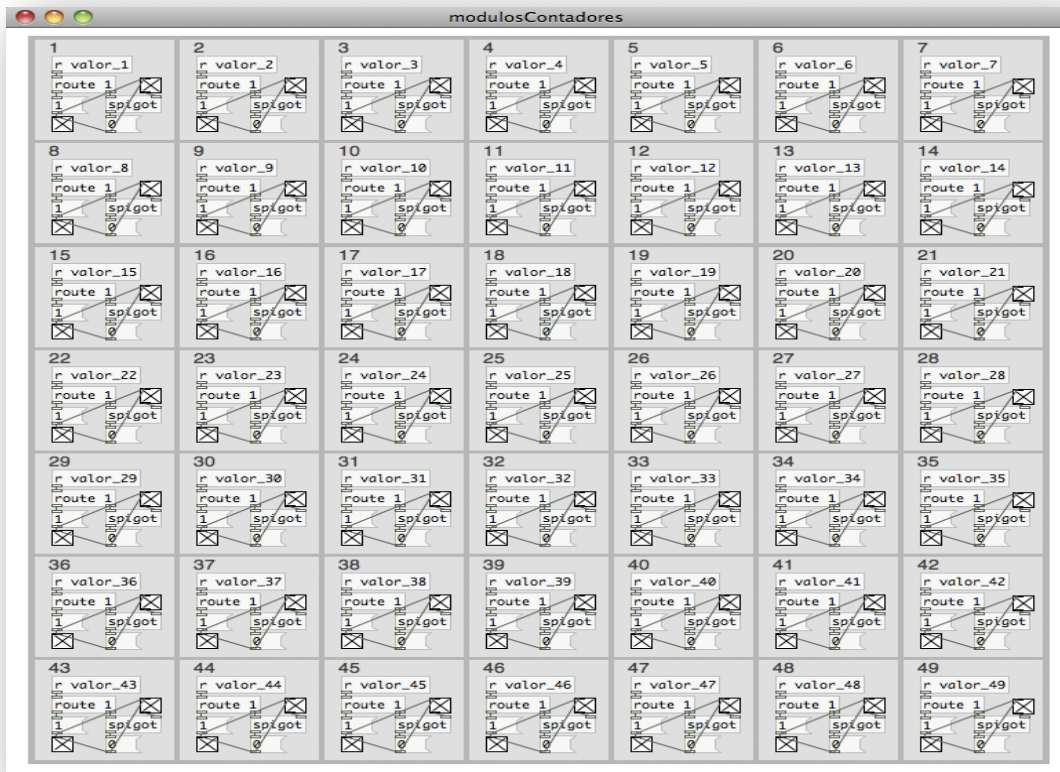 modulosContadores
1 2 3 4 5 6 7
r valor_1 r valor_2 r valor_3 r valor_4 r valor_5 r valor_6 r valor_7
route 1 route 1 route 1 route 1 route 1 route 1 route 1
1 spigot 1 spigot 1 spigot 1 spigot 1 spigot 1 spigot 1 spigot
0 0 0 0 0 0 0
8 9 10 11 12 13 14
r valor_8 r valor_9 r valor_10 r valor_11 r valor_12 r valor_13 r valor_14
route 1 route 1 route 1 route 1 route 1 route 1 route 1
1 spigot 1 spigot 1 spigot 1 spigot 1 spigot 1 spigot 1 spigot
0 0 0 0 0 0 0
15 16 17 18 19 20 21
r valor_15 r valor_16 r valor_17 r valor_18 r valor_19 r valor_20 r valor_21
route 1 route 1 route 1 route 1 route 1 route 1 route 1
1 spigot 1 spigot 1 spigot 1 spigot 1 spigot 1 spigot 1 spigot
0 0 0 0 0 0 0
22 23 24 25 26 27 28
r valor_22 r valor_23 r valor_24 r valor_25 r valor_26 r valor_27 r valor_28
route 1 route 1 route 1 route 1 route 1 route 1 route 1
1 spigot 1 spigot 1 spigot 1 spigot 1 spigot 1 spigot 1 spigot
0 0 0 0 0 0 0
29 30 31 32 33 34 35
r valor_29 r valor_30 r valor_31 r valor_32 r valor_33 r valor_34 r valor_35
route 1 route 1 route 1 route 1 route 1 route 1 route 1
1 spigot 1 spigot 1 spigot 1 spigot 1 spigot 1 spigot 1 spigot
0 0 0 0 0 0 0
36 37 38 39 40 41 42
r valor_36 r valor_37 r valor_38 r valor_39 r valor_40 r valor_41 r valor_42
route 1 route 1 route 1 route 1 route 1 route 1 route 1
1 spigot 1 spigot 1 spigot 1 spigot 1 spigot 1 spigot 1 spigot
0 0 0 0 0 0 0
43 44 45 46 47 48 49
r valor_43 r valor_44 r valor_45 r valor_46 r valor_47 r valor_48 r valor_49
route 1 route 1 route 1 route 1 route 1 route 1 route 1
1 spigot 1 spigot 1 spigot 1 spigot 1 spigot 1 spigot 1 spigot
0 0 0 0 0 0 0